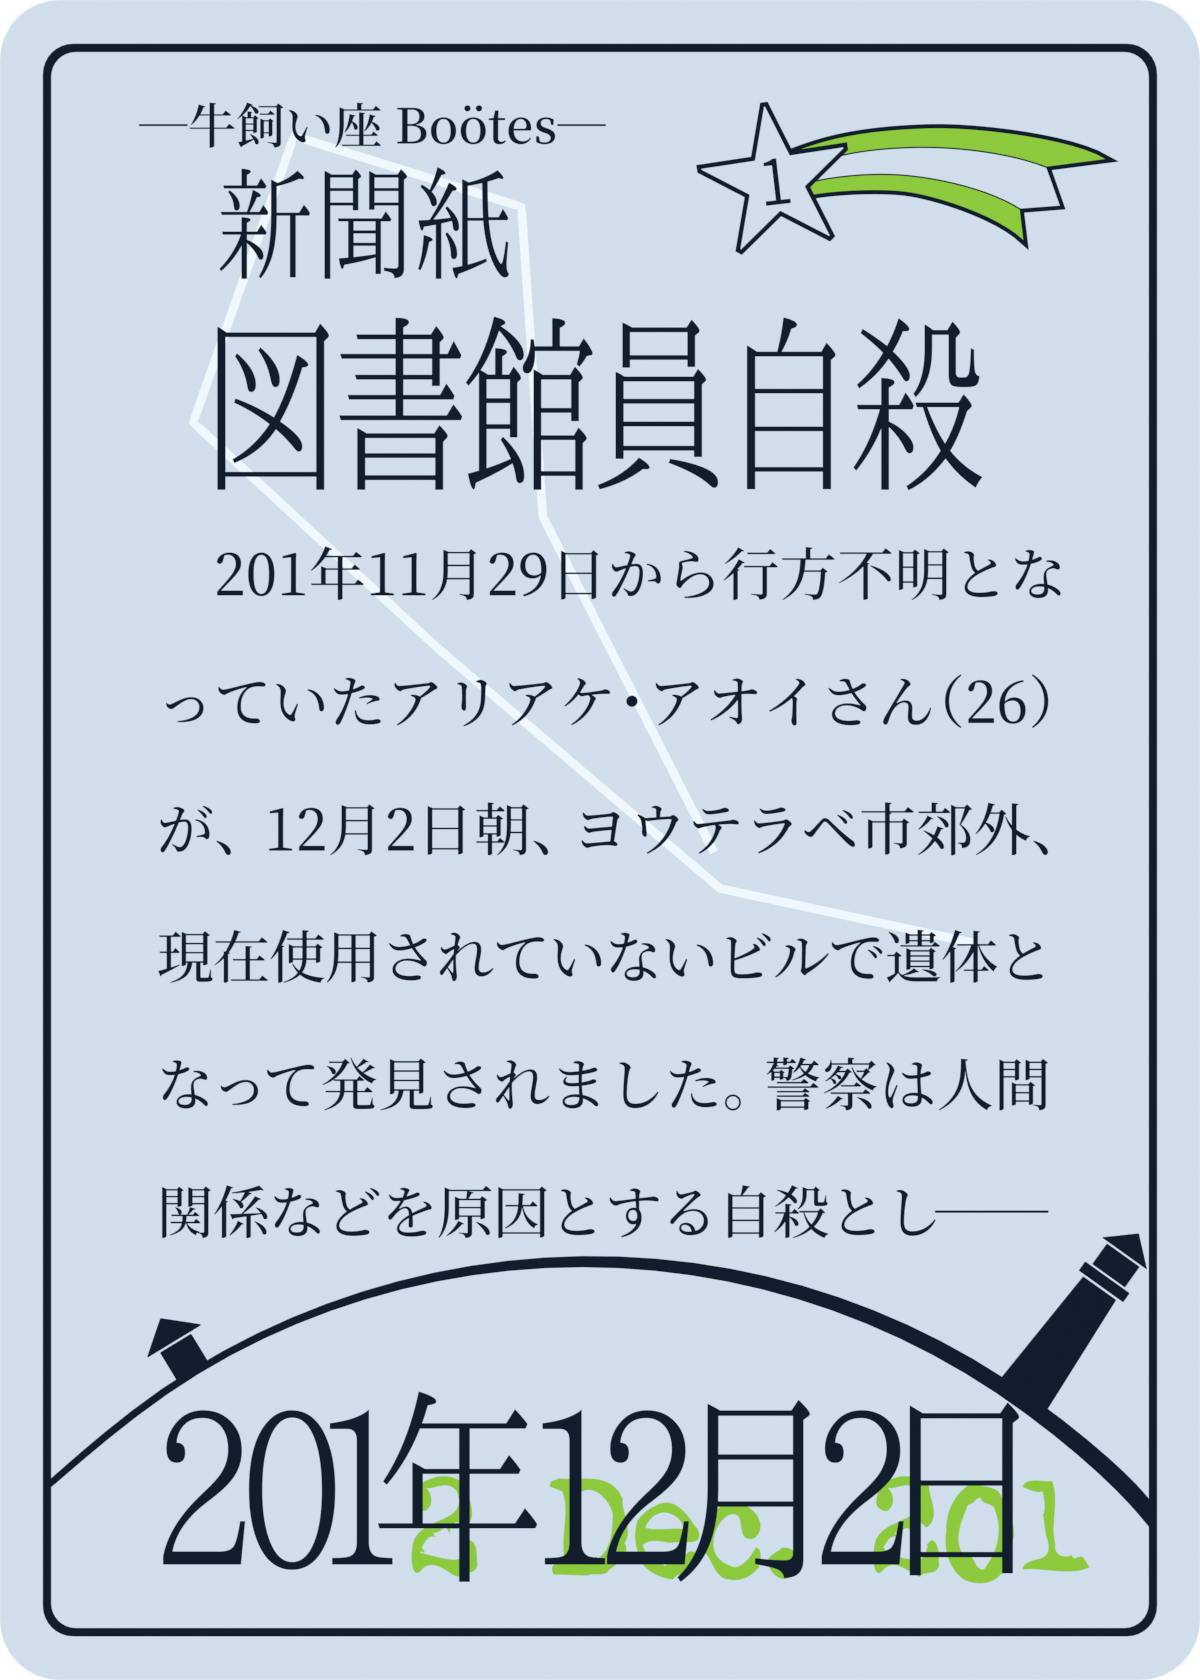 ―牛飼い座 Boötes―
1
新聞紙
図書館員自殺
201年11月29日から行方不明とな
っていたアリアケ・アオイさん（26）
が、12月2日朝、ヨウテラベ市郊外、
現在使用されていないビルで遺体と
なって発見されました。警察は人間
関係などを原因とする自殺とし――
201年12月2日
2 Dec. 201